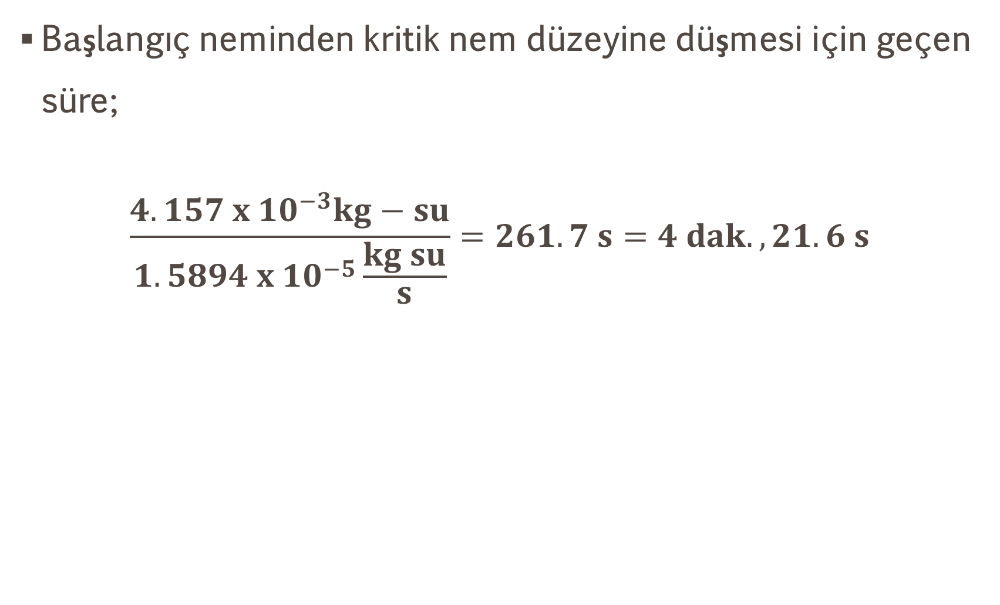 ▪ Başlangıç neminden kritik nem düzeyine düşmesi için geçen
süre;
4.157 x 10⁻³kg − su
= 261.7 s = 4 dak., 21.6 s
1.5894 x 10⁻⁵ kg su
s